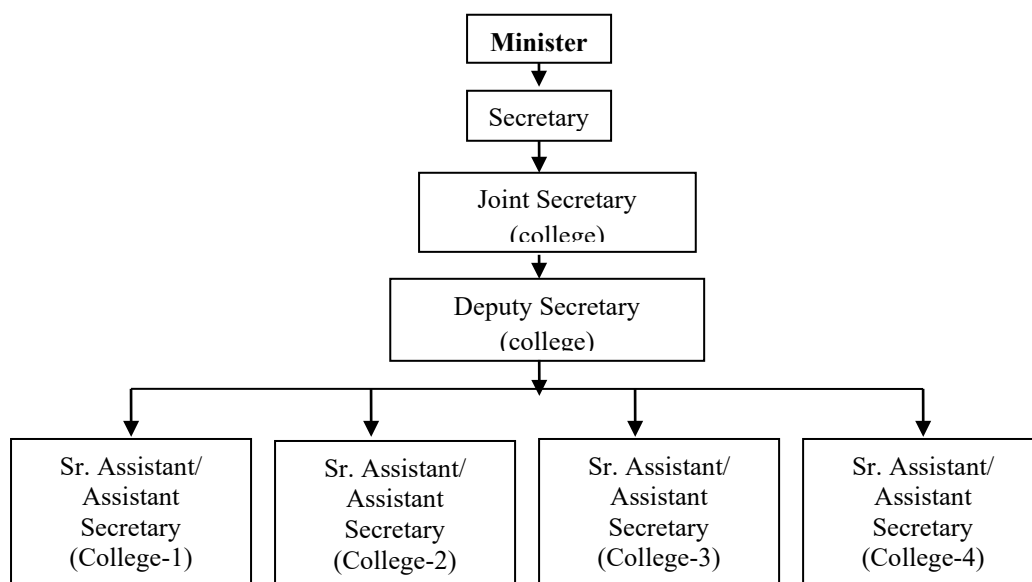 Minister
Secretary
Joint Secretary
(college)
Deputy Secretary
(college)
Sr. Assistant/
Assistant
Secretary
(College-1)
Sr. Assistant/
Assistant
Secretary
(College-2)
Sr. Assistant/
Assistant
Secretary
(College-3)
Sr. Assistant/
Assistant
Secretary
(College-4)